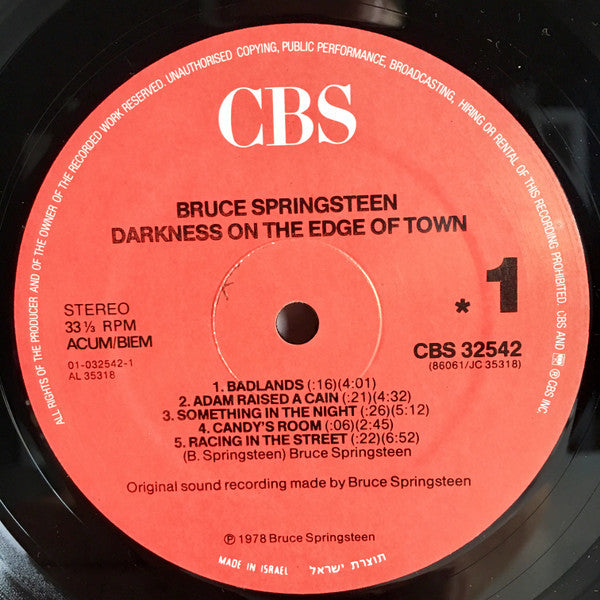 ALL RIGHTS OF THE PRODUCER AND OF THE OWNER OF THE RECORDED WORK RESERVED. UNAUTHORISED COPYING, PUBLIC PERFORMANCE, BROADCASTING, HIRING OR RENTAL OF THIS RECORDING PROHIBITED. CBS AND ® CBS INC.
CBS
BRUCE SPRINGSTEEN
DARKNESS ON THE EDGE OF TOWN
* 1
STEREO
33 ⅓ RPM
ACUM/BIEM
CBS 32542
(86061/JC 35318)
01-032542-1
AL 35318
1. BADLANDS (:16)(4:01)
2. ADAM RAISED A CAIN (:21)(4:32)
3. SOMETHING IN THE NIGHT (:26)(5:12)
4. CANDY'S ROOM (:06)(2:45)
5. RACING IN THE STREET (:22)(6:52)
(B. Springsteen) Bruce Springsteen
Original sound recording made by Bruce Springsteen
℗ 1978 Bruce Springsteen
MADE IN ISRAEL תוצרת ישראל